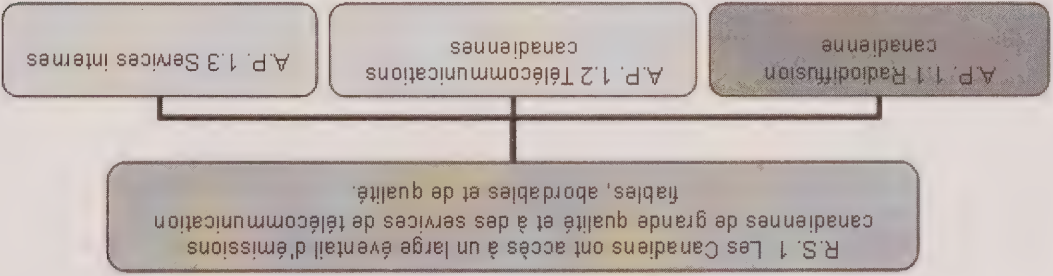 R.S. 1 Les Canadiens ont accès à un large éventail d'émissions
canadiennes de grande qualité et à des services de télécommunication
fiables, abordables et de qualité.
A.P. 1.1 Radiodiffusion
canadienne
A.P. 1.2 Télécommunications
canadiennes
A.P. 1.3 Services internes